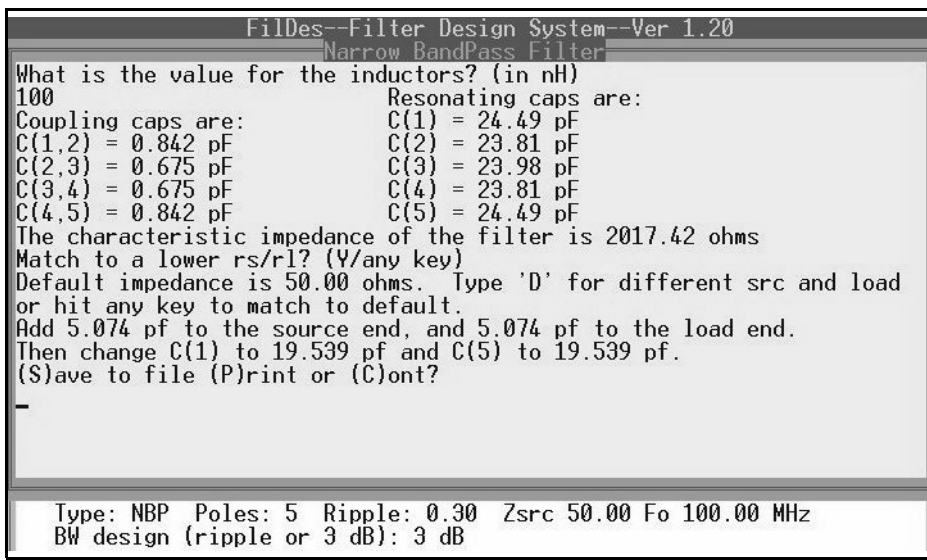 FilDes--Filter Design System--Ver 1.20
Narrow BandPass Filter
What is the value for the inductors? (in nH)
100 Resonating caps are:
Coupling caps are: C(1) = 24.49 pF
C(1,2) = 0.842 pF C(2) = 23.81 pF
C(2,3) = 0.675 pF C(3) = 23.98 pF
C(3,4) = 0.675 pF C(4) = 23.81 pF
C(4,5) = 0.842 pF C(5) = 24.49 pF
The characteristic impedance of the filter is 2017.42 ohms
Match to a lower rs/rl? (Y/any key)
Default impedance is 50.00 ohms. Type 'D' for different src and load
or hit any key to match to default.
Add 5.074 pf to the source end, and 5.074 pf to the load end.
Then change C(1) to 19.539 pf and C(5) to 19.539 pf.
(S)ave to file (P)rint or (C)ont?
Type: NBP Poles: 5 Ripple: 0.30 Zsrc 50.00 Fo 100.00 MHz
BW design (ripple or 3 dB): 3 dB